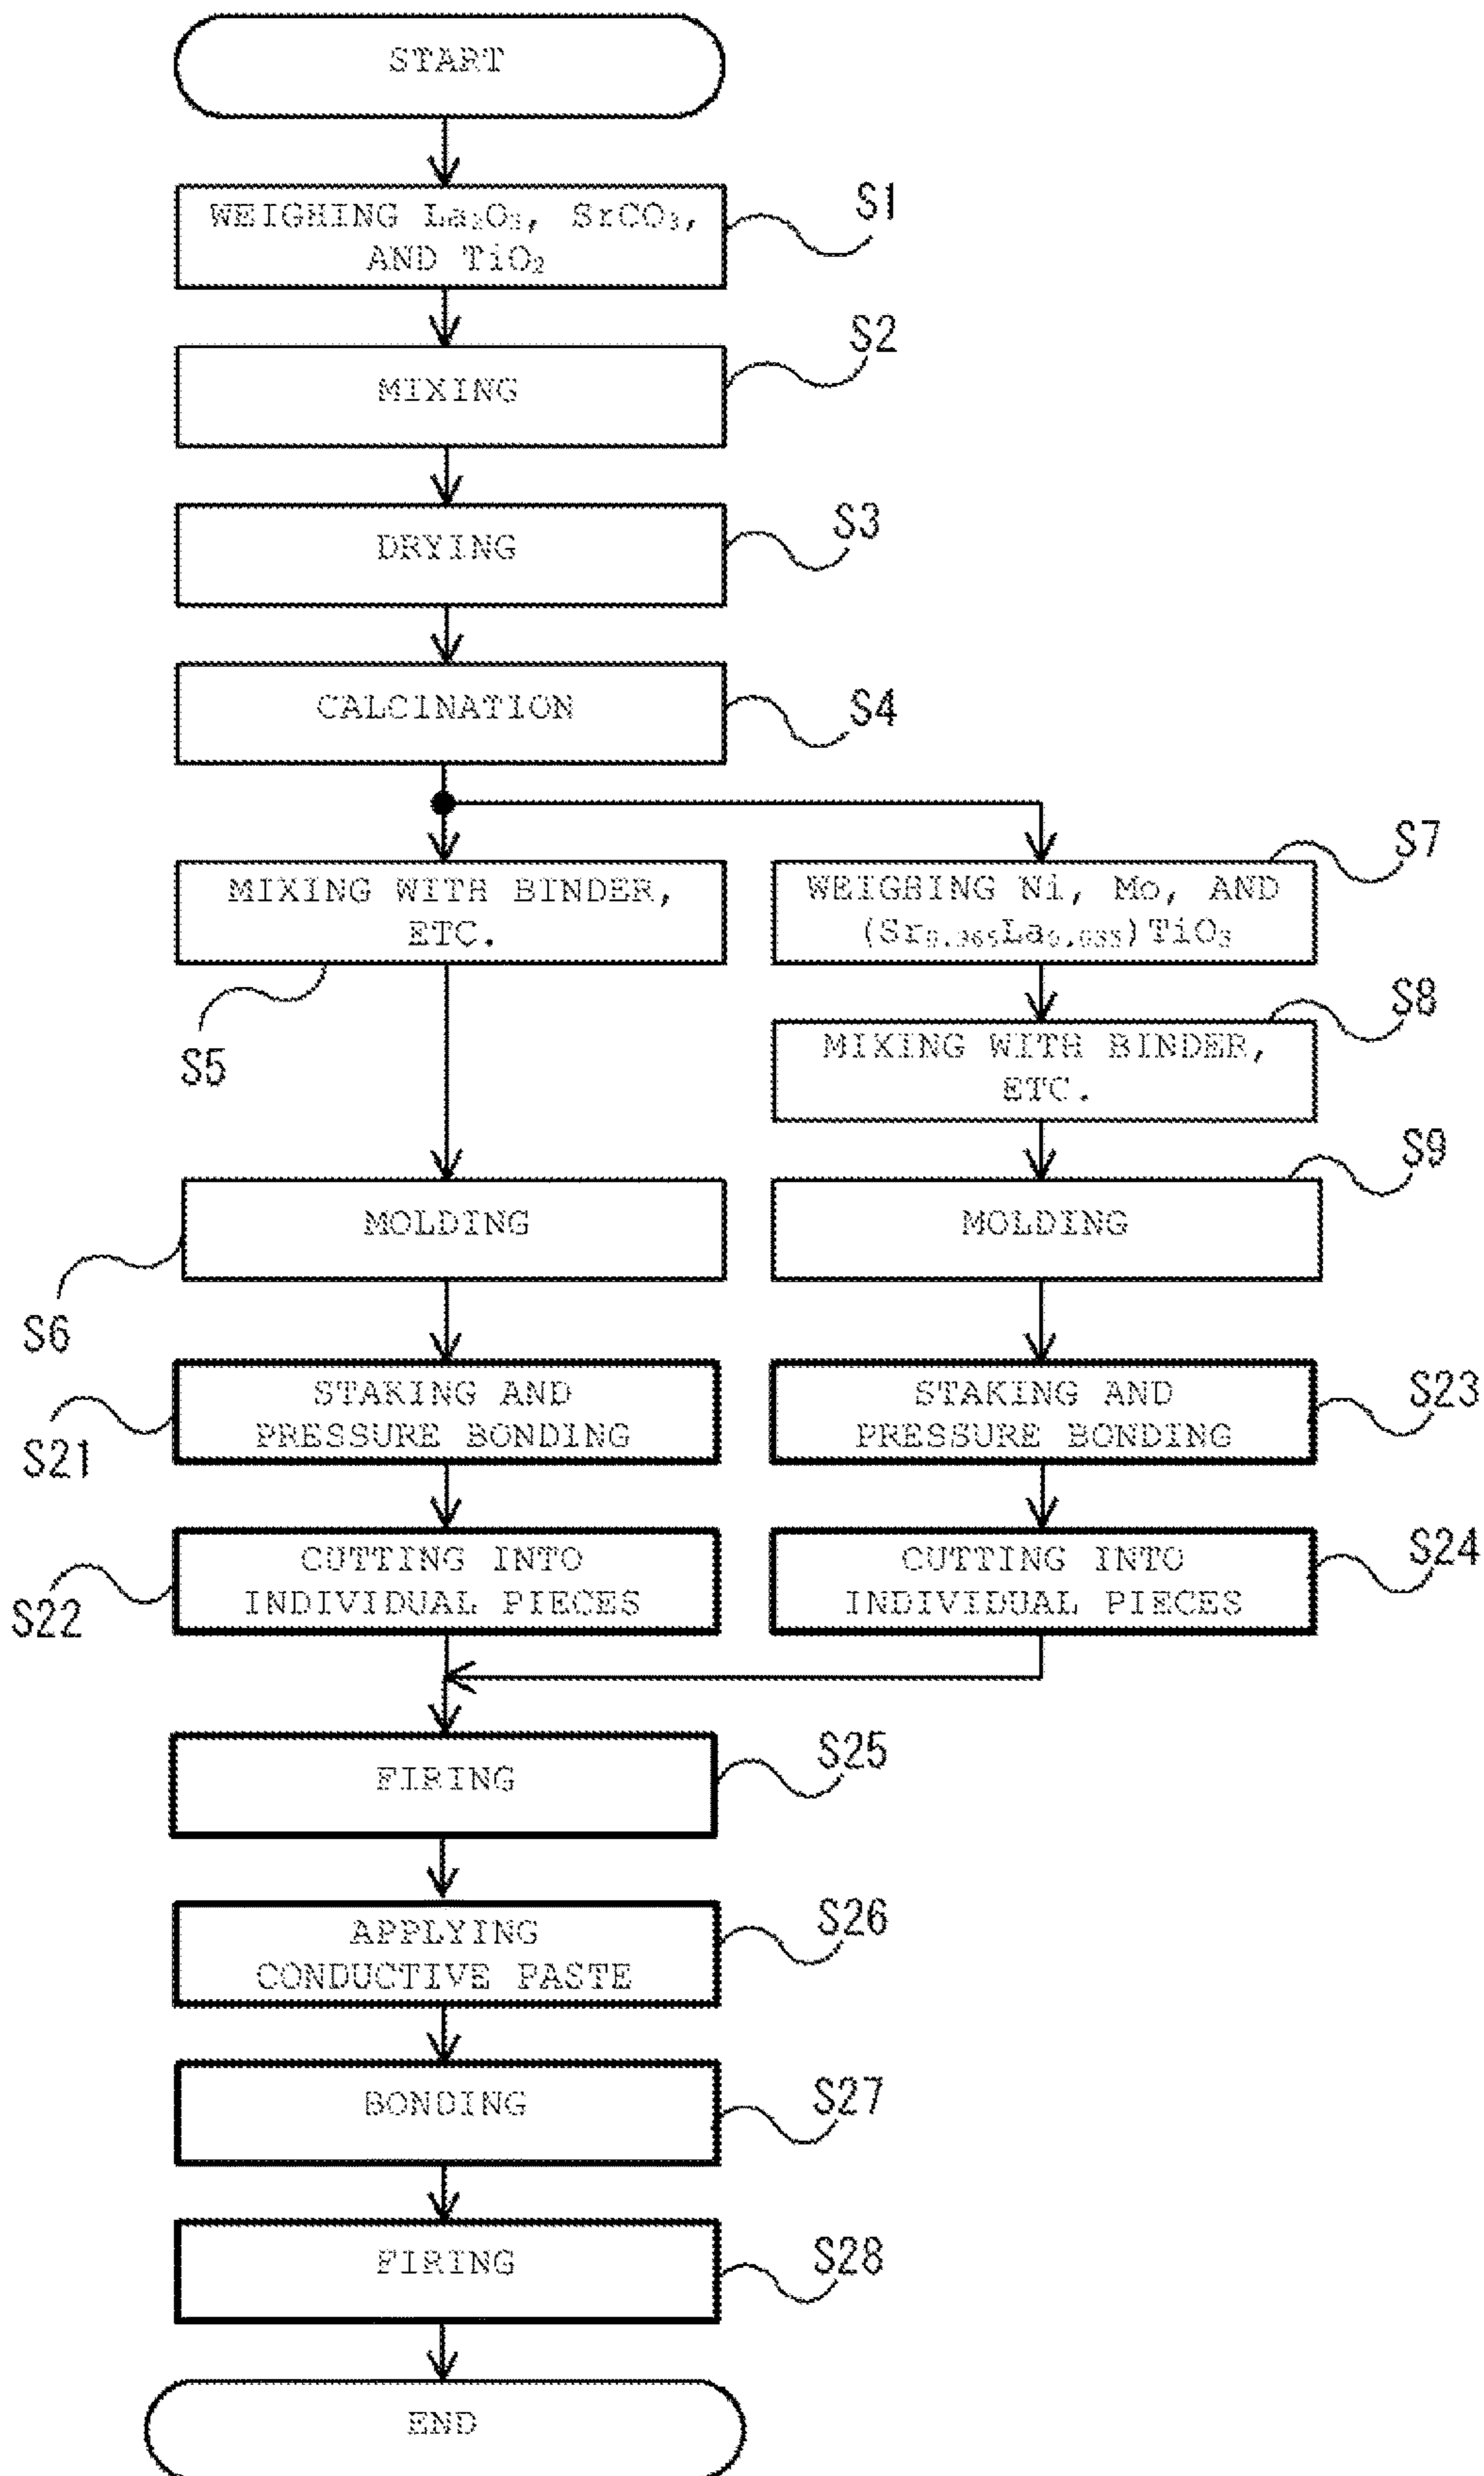 START
S1
WEIGHING La₂O₃, SrCO₃,
AND TiO₂
S2
MIXING
S3
DRYING
S4
CALCINATION
S7
MIXING WITH BINDER,
ETC.
WEIGHING Ni, Mo, AND
S5
S8
MIXING WITH BINDER,
ETC.
S9
MOLDING
MOLDING
S6
STAKING AND
PRESSURE BONDING
S21
STAKING AND
PRESSURE BONDING
S23
CUTTING INTO
INDIVIDUAL PIECES
S22
CUTTING INTO
INDIVIDUAL PIECES
S24
FIRING
S25
APPLYING
CONDUCTIVE PASTE
S26
BONDING
S27
FIRING
S28
END